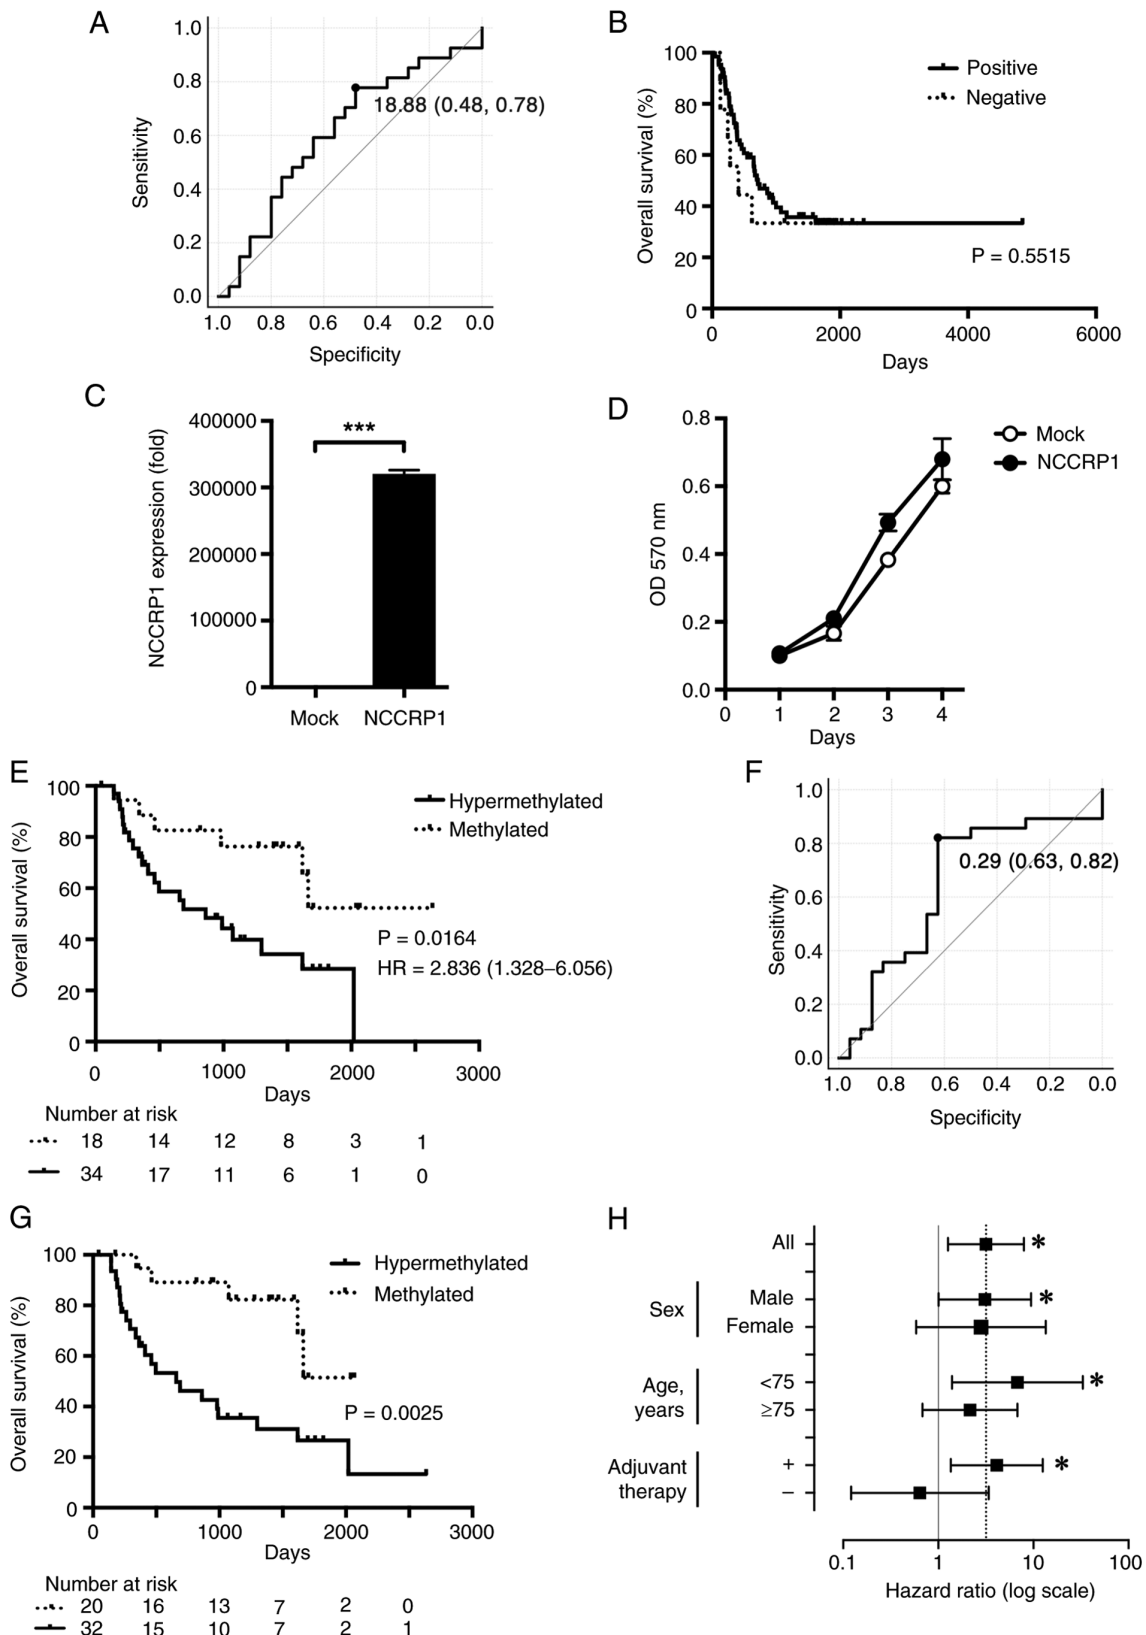 A
1.0
0.8
0.6
0.4
0.2
0.0
Sensitivity
18.88 (0.48, 0.78)
1.0 0.8 0.6 0.4 0.2 0.0
Specificity
B
100
80
60
40
20
0
Overall survival (%)
Positive
Negative
P = 0.5515
0 2000 4000 6000
Days
C
400000
300000
200000
100000
0
NCCRP1 expression (fold)
***
Mock NCCRP1
D
0.8
0.6
0.4
0.2
0.0
OD 570 nm
Mock
NCCRP1
0 1 2 3 4
Days
E
100
80
60
40
20
0
Overall survival (%)
Hypermethylated
Methylated
P = 0.0164
HR = 2.836 (1.328–6.056)
0 1000 2000 3000
Days
Number at risk
18 14 12 8 3 1
34 17 11 6 1 0
F
1.0
0.8
0.6
0.4
0.2
0.0
Sensitivity
0.29 (0.63, 0.82)
1.0 0.8 0.6 0.4 0.2 0.0
Specificity
G
100
80
60
40
20
0
Overall survival (%)
Hypermethylated
Methylated
P = 0.0025
0 1000 2000 3000
Days
Number at risk
20 16 13 7 2 0
32 15 10 7 2 1
H
All *
Sex
Male *
Female
Age,
years
<75 *
≥75
Adjuvant
therapy
+ *
−
0.1 1 10 100
Hazard ratio (log scale)